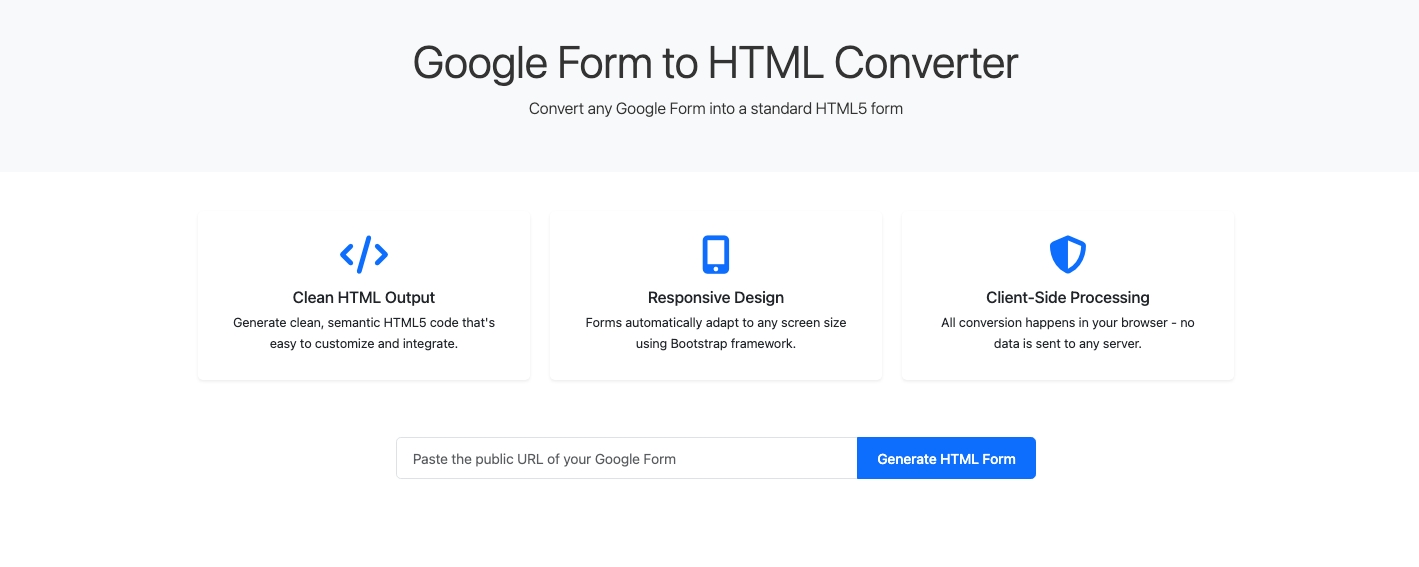 Google Form to HTML Converter
Convert any Google Form into a standard HTML5 form
Clean HTML Output
Generate clean, semantic HTML5 code that's
easy to customize and integrate.
Responsive Design
Forms automatically adapt to any screen size
using Bootstrap framework.
Client-Side Processing
All conversion happens in your browser - no
data is sent to any server.
Paste the public URL of your Google Form
Generate HTML Form